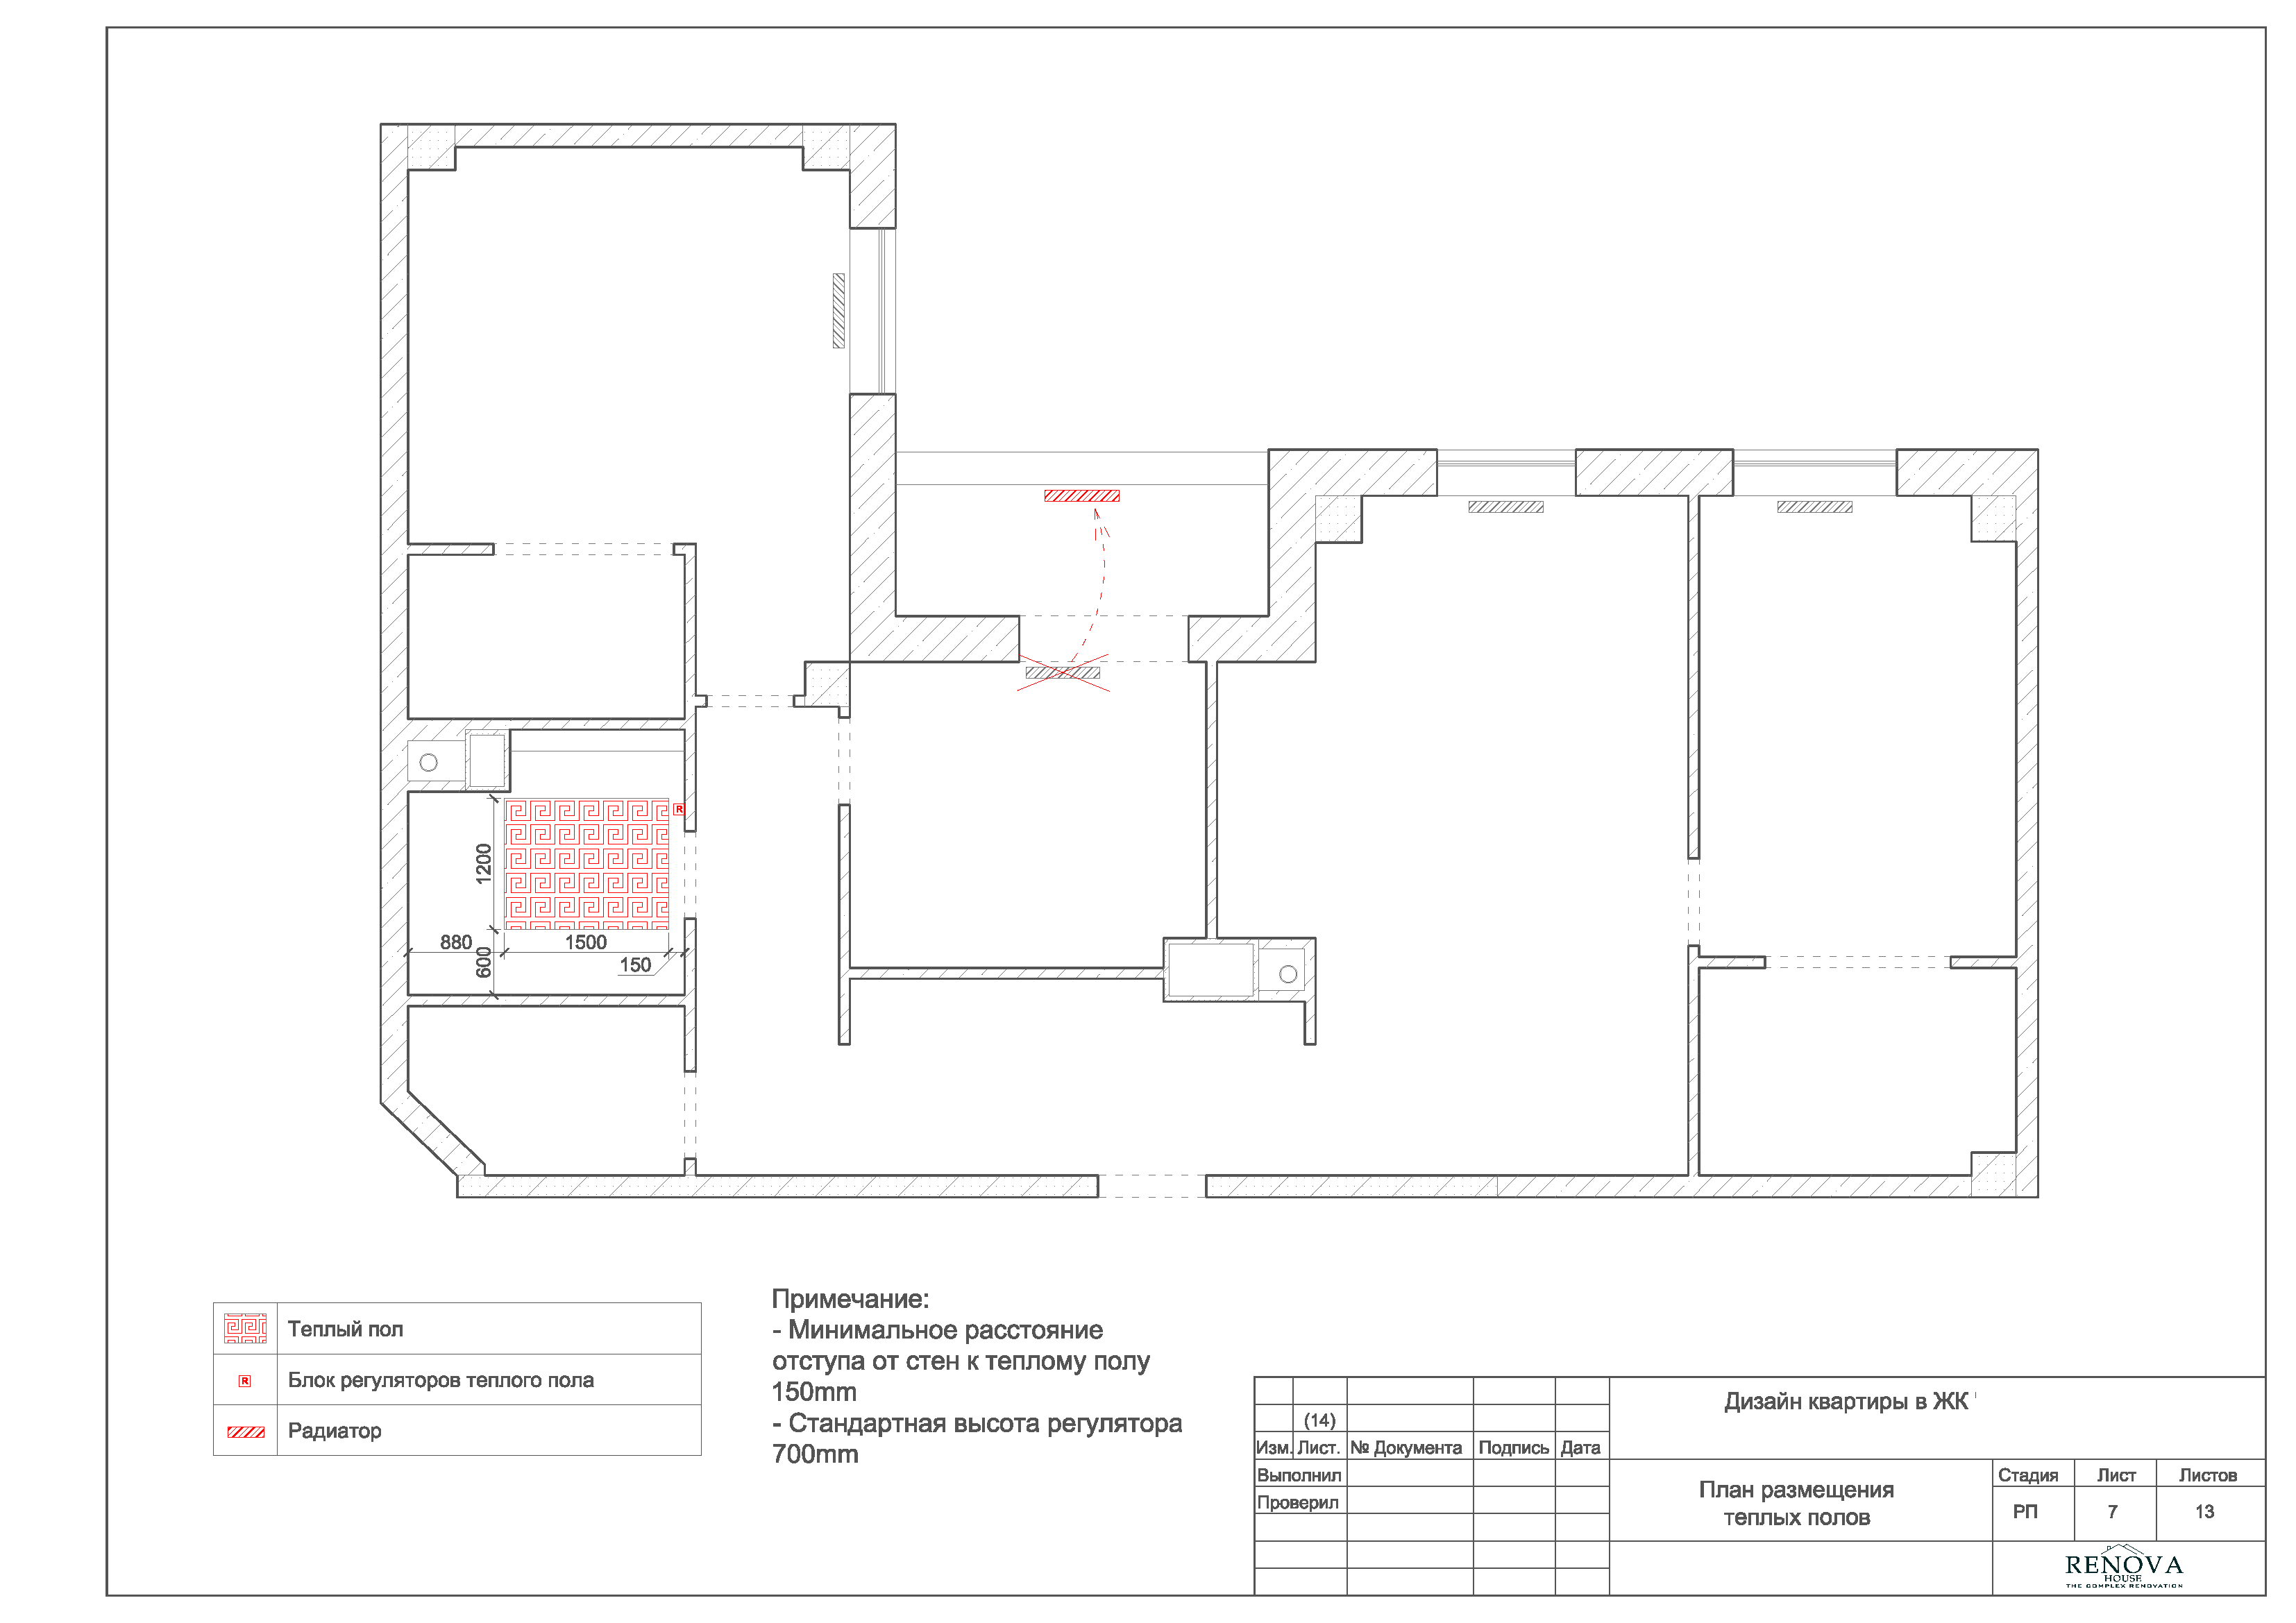 R
1200
880
1500
600
150
Теплый пол
R
Блок регуляторов теплого пола
Радиатор
Примечание:
- Минимальное расстояние
отступа от стен к теплому полу
150mm
- Стандартная высота регулятора
700mm
Дизайн квартиры в ЖК
(14)
Изм. Лист. № Документа Подпись Дата
Выполнил
Проверил
План размещения
теплых полов
Стадия Лист Листов
РП 7 13
RENOVA
HOUSE
THE COMPLEX RENOVATION